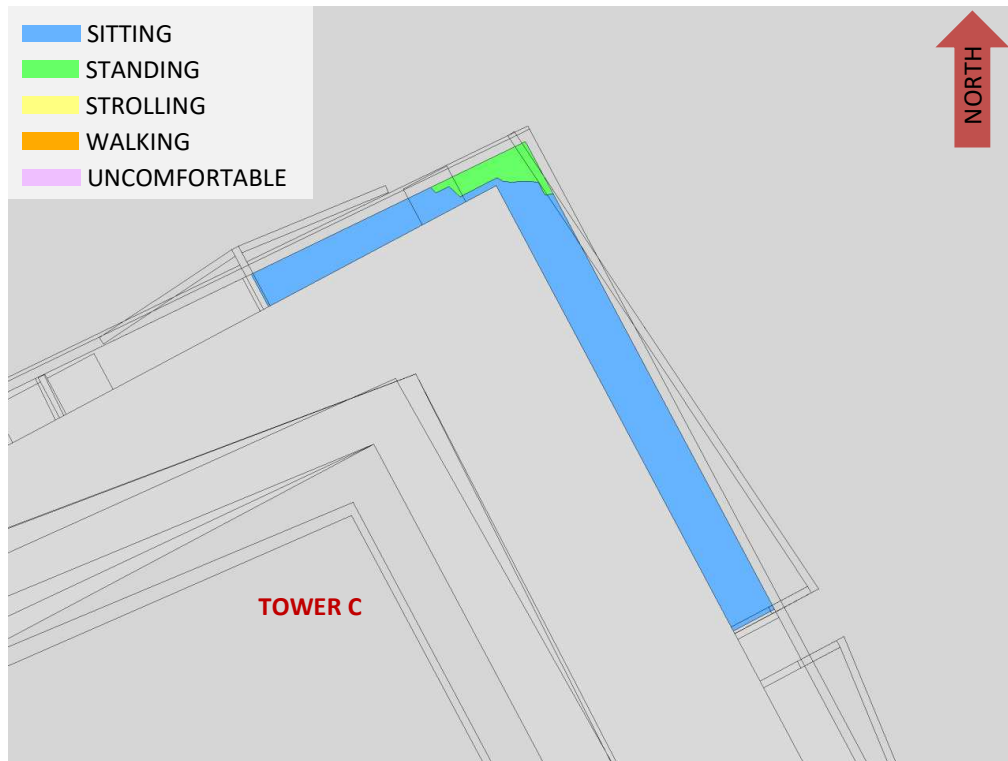 SITTING
STANDING
STROLLING
WALKING
UNCOMFORTABLE
NORTH
TOWER C